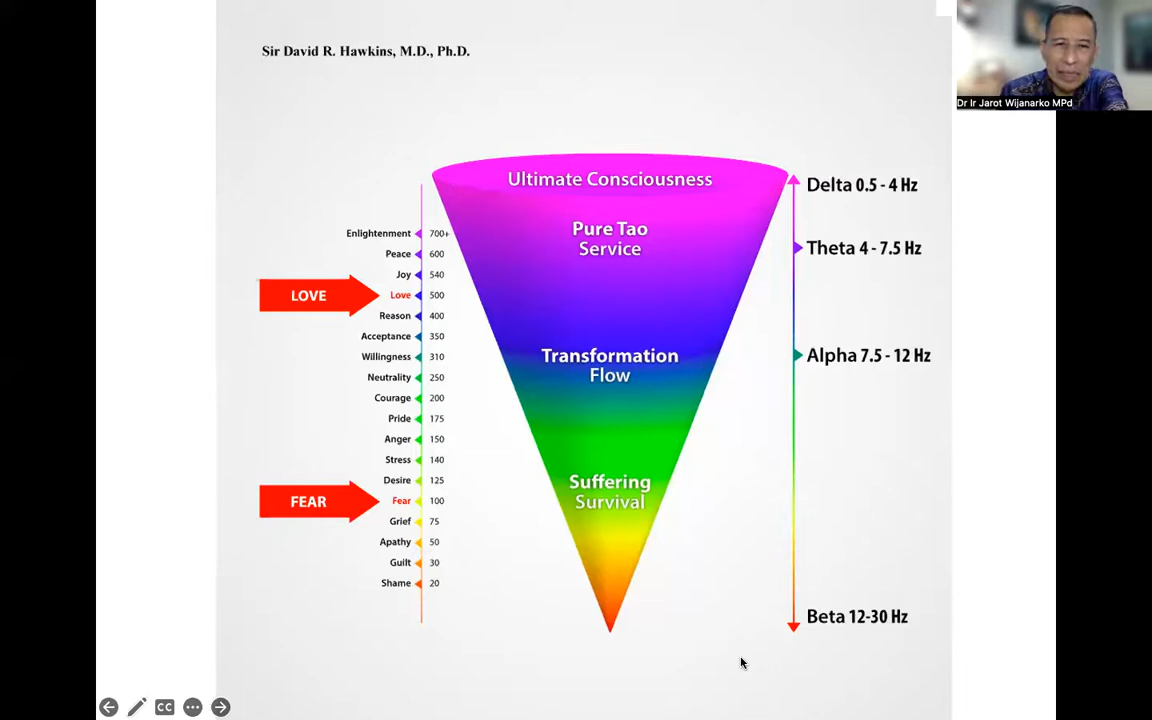 Sir David R. Hawkins, M.D., Ph.D.
Dr Ir Jarot Wijanarko MPd
Ultimate Consciousness
Pure Tao
Service
Transformation
Flow
Suffering
Survival
Enlightenment 700+
Peace 600
Joy 540
LOVE
Love 500
Reason 400
Acceptance 350
Willingness 310
Neutrality 250
Courage 200
Pride 175
Anger 150
Stress 140
Desire 125
FEAR
Fear 100
Grief 75
Apathy 50
Guilt 30
Shame 20
Delta 0.5 - 4 Hz
Theta 4 - 7.5 Hz
Alpha 7.5 - 12 Hz
Beta 12-30 Hz
CC